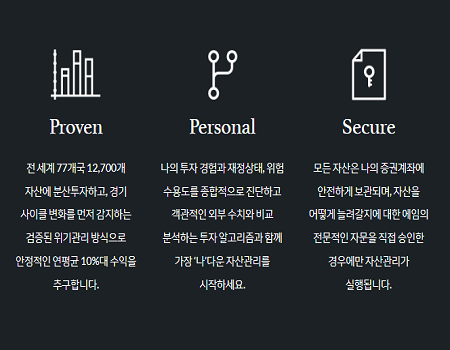 Proven
전 세계 77개국 12,700개
자산에 분산투자하고, 경기
사이클 변화를 먼저 감지하는
검증된 위기관리 방식으로
안정적인 연평균 10%대 수익을
추구합니다.
Personal
나의 투자 경험과 재정상태, 위험
수용도를 종합적으로 진단하고
객관적인 외부 수치와 비교
분석하는 투자 알고리즘과 함께
가장 '나'다운 자산관리를
시작하세요.
Secure
모든 자산은 나의 증권계좌에
안전하게 보관되며, 자산을
어떻게 늘려갈지에 대한 에임의
전문적인 자문을 직접 승인한
경우에만 자산관리가
실행됩니다.